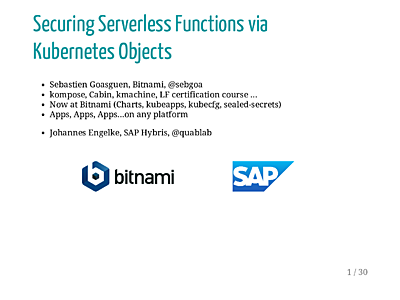 Securing Serverless Functions via
Kubernetes Objects
Sebastien Goasguen, Bitnami, @sebgoa
kompose, Cabin, kmachine, LF certification course ...
Now at Bitnami (Charts, kubeapps, kubecfg, sealed-secrets)
Apps, Apps, Apps...on any platform
Johannes Engelke, SAP Hybris, @quablab
bitnami
SAP
1 / 30